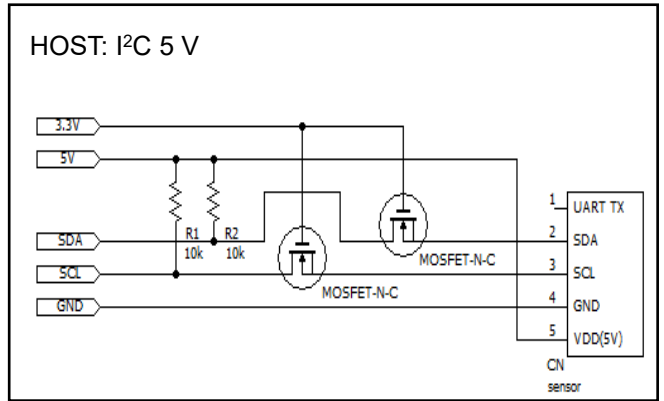 HOST: I²C 5 V
3.3V
5V
1
UART TX
SDA
R1
R2
2
SDA
10k
10k
MOSFET-N-C
SCL
3
SCL
MOSFET-N-C
GND
4
GND
5
VDD(5V)
CN
sensor